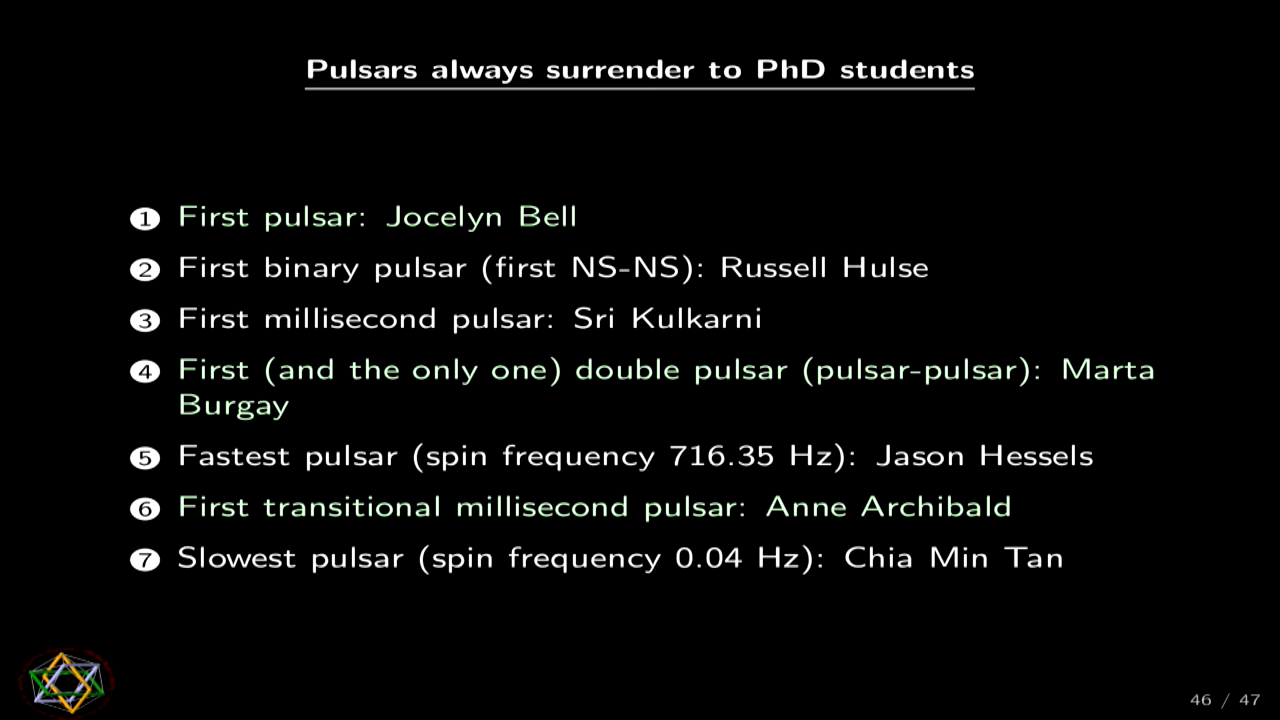 Pulsars always surrender to PhD students
1 First pulsar: Jocelyn Bell
2 First binary pulsar (first NS-NS): Russell Hulse
3 First millisecond pulsar: Sri Kulkarni
4 First (and the only one) double pulsar (pulsar-pulsar): Marta
Burgay
5 Fastest pulsar (spin frequency 716.35 Hz): Jason Hessels
6 First transitional millisecond pulsar: Anne Archibald
7 Slowest pulsar (spin frequency 0.04 Hz): Chia Min Tan
46 / 47